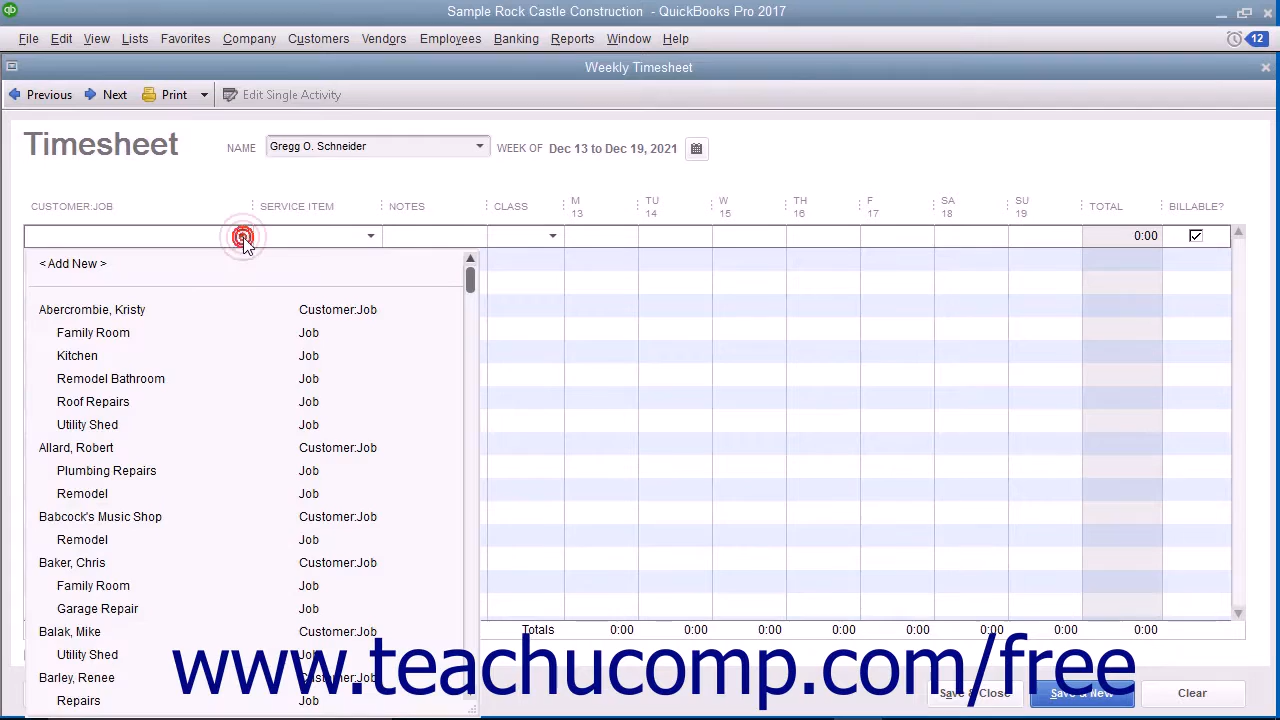 qb
Sample Rock Castle Construction - QuickBooks Pro 2017
File Edit View Lists Favorites Company Customers Vendors Employees Banking Reports Window Help 12
Weekly Timesheet
Previous Next Print Edit Single Activity
Timesheet NAME Gregg O. Schneider WEEK OF Dec 13 to Dec 19, 2021
CUSTOMER:JOB SERVICE ITEM NOTES CLASS M 13 TU 14 W 15 TH 16 F 17 SA 18 SU 19 TOTAL BILLABLE?
0:00
< Add New >
Abercrombie, Kristy Customer:Job
Family Room Job
Kitchen Job
Remodel Bathroom Job
Roof Repairs Job
Utility Shed Job
Allard, Robert Customer:Job
Plumbing Repairs Job
Remodel Job
Babcock's Music Shop Customer:Job
Remodel Job
Baker, Chris Customer:Job
Family Room Job
Garage Repair Job
Balak, Mike Customer:Job
Totals 0:00 0:00 0:00 0:00 0:00 0:00 0:00 0:00
Utility Shed Job
www.teachucomp.com/free
Barley, Renee Customer:Job
Save & Close Save & New Clear
Repairs Job